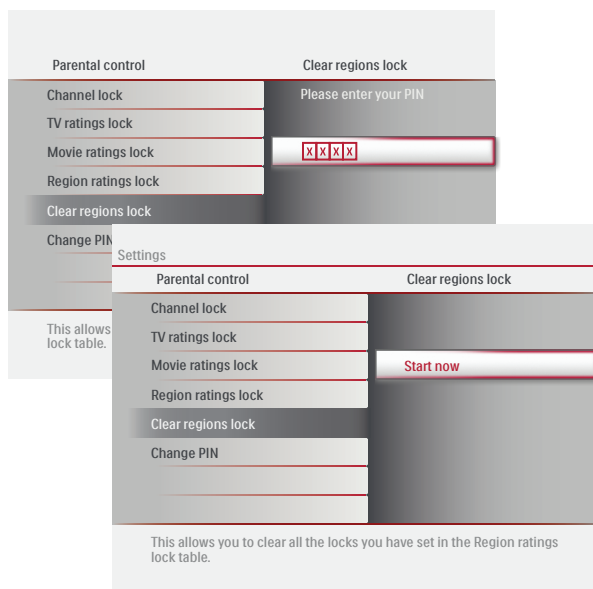 Parental control
Clear regions lock
Channel lock
Please enter your PIN
TV ratings lock
Movie ratings lock
X X X X
Region ratings lock
Clear regions lock
Change PIN
This allows
lock table.
Settings
Parental control
Clear regions lock
Channel lock
TV ratings lock
Movie ratings lock
Start now
Region ratings lock
Clear regions lock
Change PIN
This allows you to clear all the locks you have set in the Region ratings
lock table.